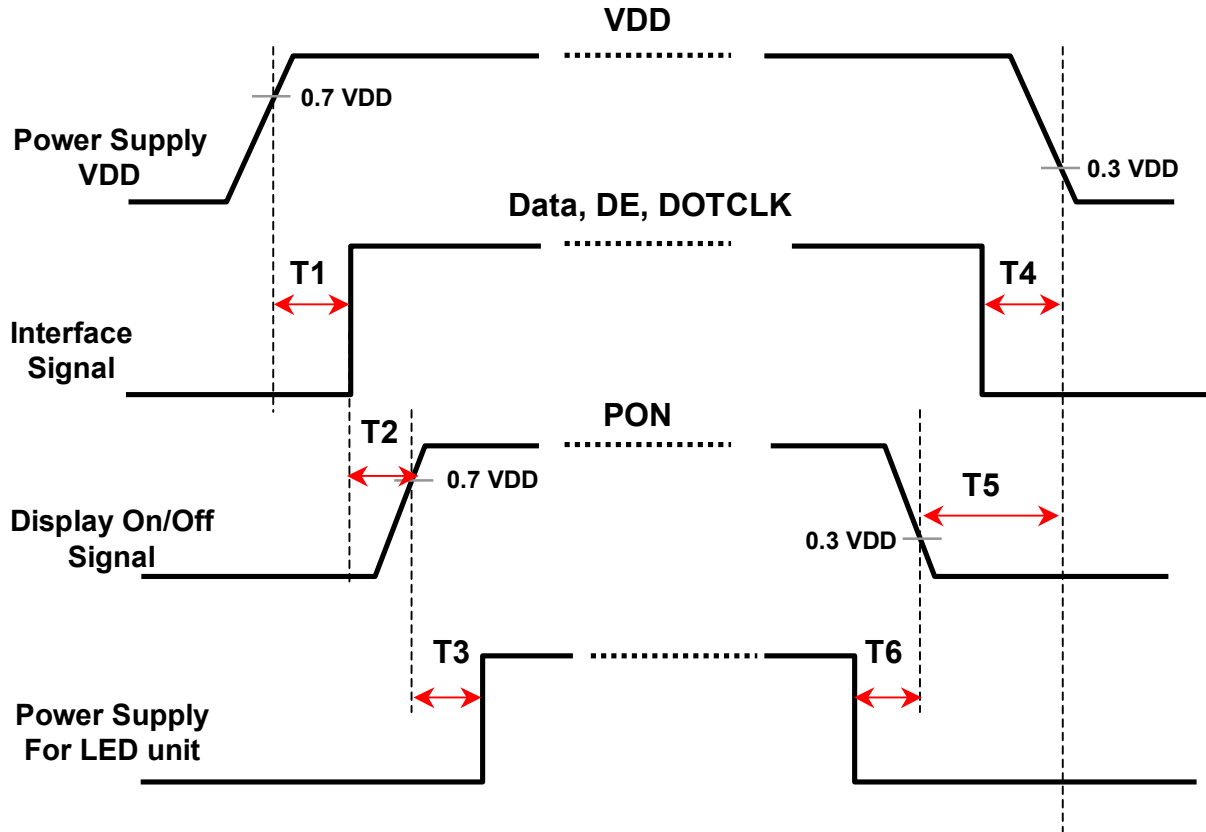 VDD
0.7 VDD
Power Supply
VDD
0.3 VDD
Data, DE, DOTCLK
T1
T4
Interface
Signal
PON
T2
0.7 VDD
T5
Display On/Off
Signal
0.3 VDD
T3
T6
Power Supply
For LED unit